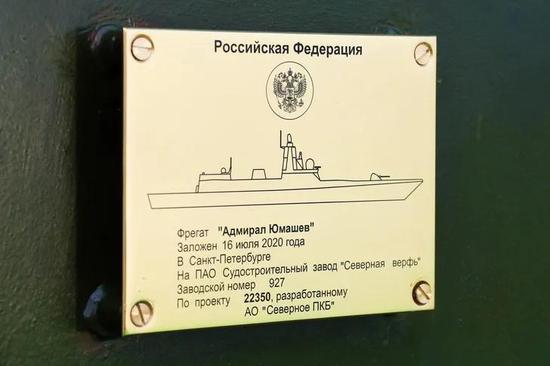 Российская Федерация
Фрегат "Адмирал Юмашев"
Заложен 16 июля 2020 года
В Санкт-Петербурге
На ПАО Судостроительный завод "Северная верфь"
Заводской номер 927
По проекту 22350, разработанному
АО "Северное ПКБ"